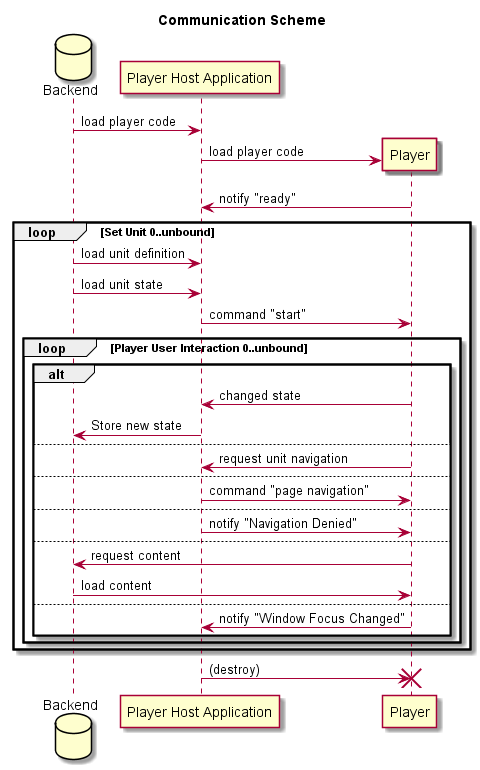 Communication Scheme
Backend
Player Host Application
load player code
load player code
Player
notify "ready"
loop [Set Unit 0..unbound]
load unit definition
load unit state
command "start"
loop [Player User Interaction 0..unbound]
alt
changed state
Store new state
request unit navigation
command "page navigation"
notify "Navigation Denied"
request content
load content
notify "Window Focus Changed"
(destroy)
Backend
Player Host Application
Player